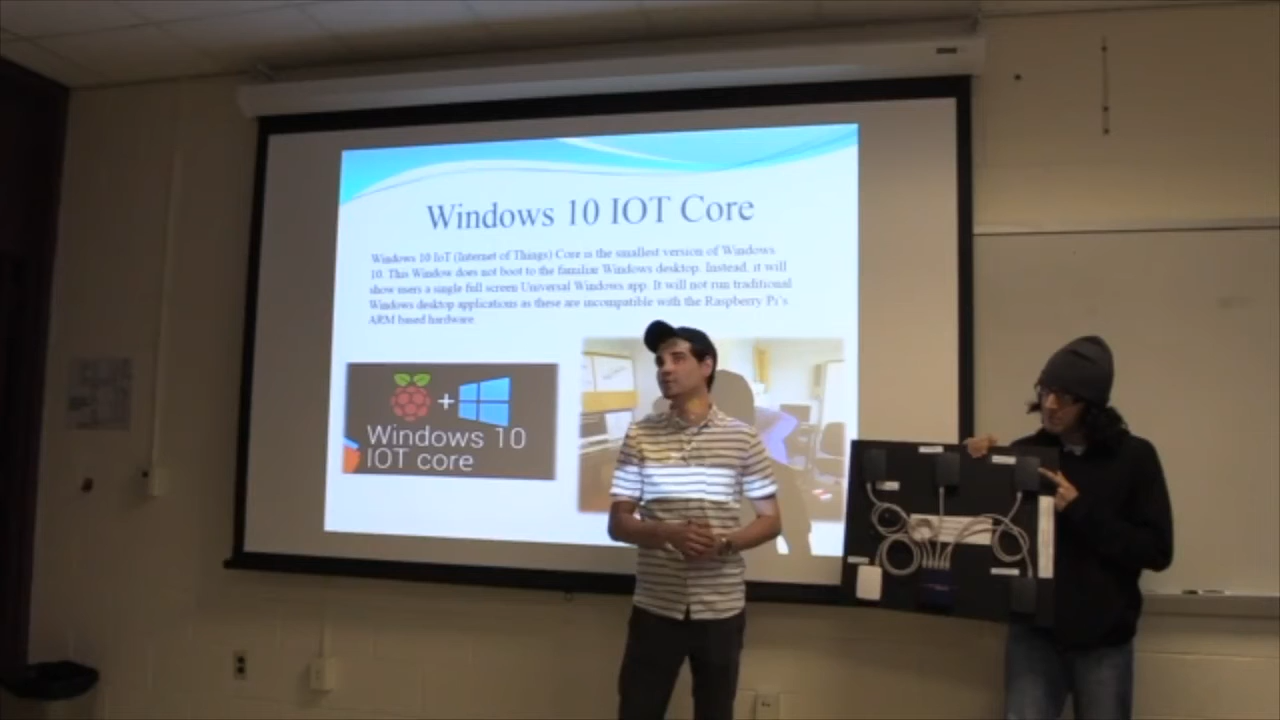 Windows 10 IOT Core
Windows 10 IoT (Internet of Things) Core is the smallest version of Windows
10. This Window does not boot to the familiar Windows desktop. Instead, it will
show users a single full screen Universal Windows app. It will not run traditional
Windows desktop applications as these are incompatible with the Raspberry Pi's
ARM based hardware
+
Windows 10
IOT core